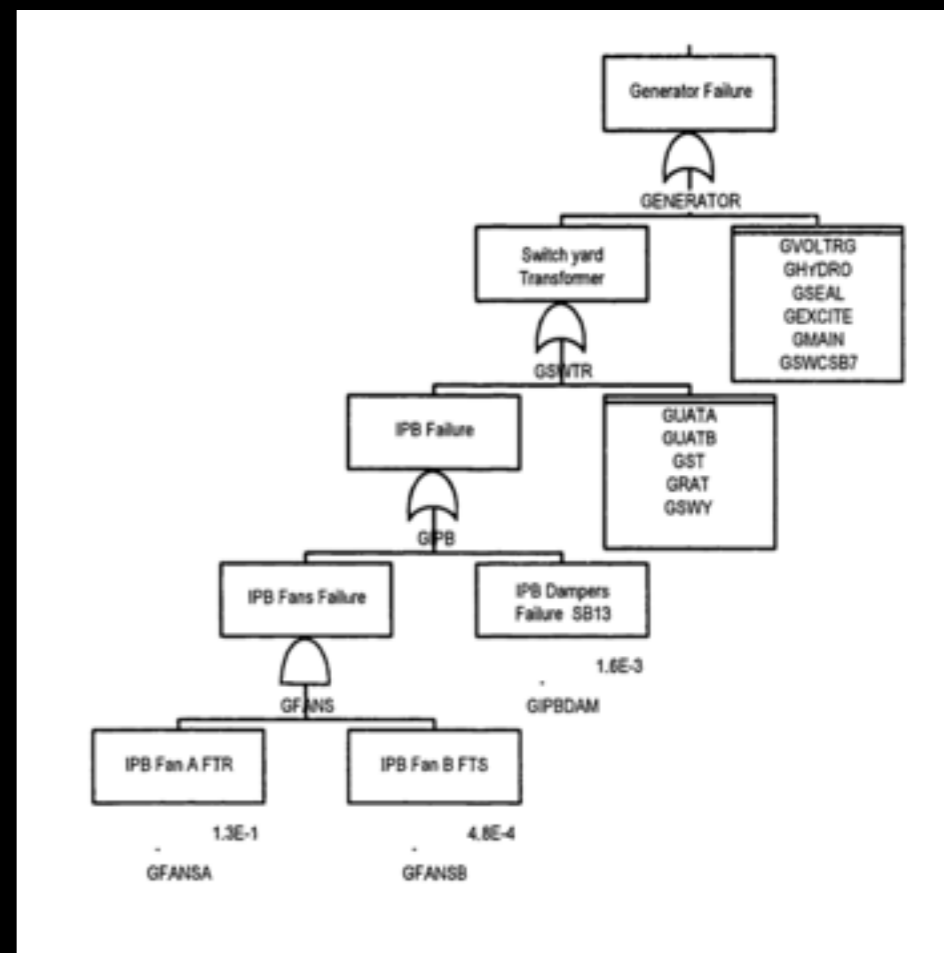 Generator Failure
GENERATOR
Switch yard
Transformer
GVOLTRG
GHYDRO
GSEAL
GEXCITE
GMAIN
GSWCSB7
GSWTR
IPB Failure
GUATA
GUATB
GST
GRAT
GSWY
GIPB
IPB Fans Failure
IPB Dampers
Failure SB13
1.6E-3
GIPBDAM
GFANS
IPB Fan A FTR
IPB Fan B FTS
1.3E-1
4.8E-4
GFANSA
GFANSB